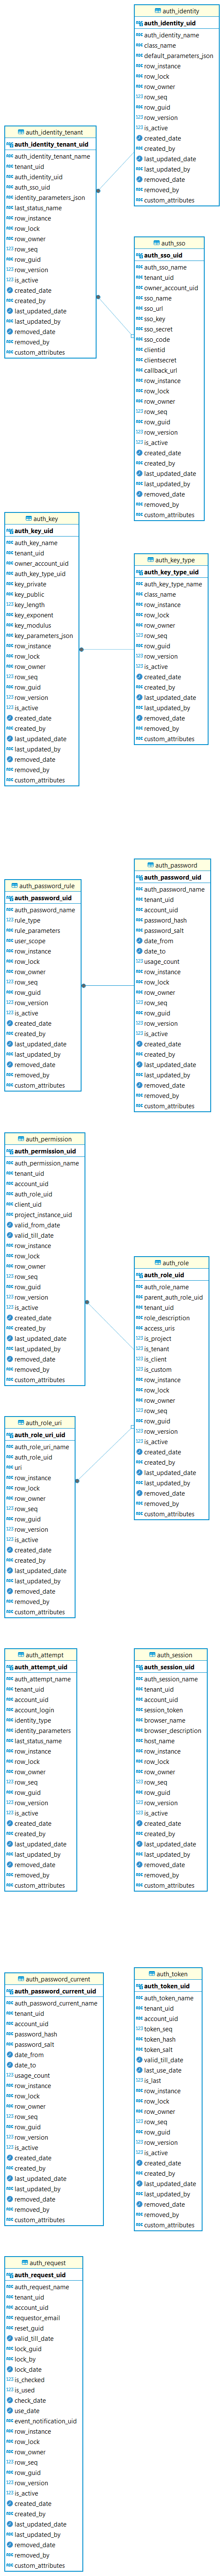 auth_identity
auth_identity_uid
auth_identity_name
class_name
default_parameters_json
row_instance
row_lock
row_owner
row_seq
row_guid
row_version
is_active
created_date
created_by
last_updated_date
last_updated_by
removed_date
removed_by
custom_attributes
auth_identity_tenant
auth_identity_tenant_uid
auth_identity_tenant_name
tenant_uid
auth_identity_uid
auth_sso_uid
identity_parameters_json
last_status_name
row_instance
row_lock
row_owner
row_seq
row_guid
row_version
is_active
created_date
created_by
last_updated_date
last_updated_by
removed_date
removed_by
custom_attributes
auth_sso
auth_sso_uid
auth_sso_name
tenant_uid
owner_account_uid
sso_name
sso_url
sso_key
sso_secret
sso_code
clientid
clientsecret
callback_url
row_instance
row_lock
row_owner
row_seq
row_guid
row_version
is_active
created_date
created_by
last_updated_date
last_updated_by
removed_date
removed_by
custom_attributes
auth_key
auth_key_uid
auth_key_name
tenant_uid
owner_account_uid
auth_key_type_uid
key_private
key_public
key_length
key_exponent
key_modulus
key_parameters_json
row_instance
row_lock
row_owner
row_seq
row_guid
row_version
is_active
created_date
created_by
last_updated_date
last_updated_by
removed_date
removed_by
custom_attributes
auth_key_type
auth_key_type_uid
auth_key_type_name
class_name
row_instance
row_lock
row_owner
row_seq
row_guid
row_version
is_active
created_date
created_by
last_updated_date
last_updated_by
removed_date
removed_by
custom_attributes
auth_password_rule
auth_password_uid
auth_password_name
rule_type
rule_parameters
user_scope
row_instance
row_lock
row_owner
row_seq
row_guid
row_version
is_active
created_date
created_by
last_updated_date
last_updated_by
removed_date
removed_by
custom_attributes
auth_password
auth_password_uid
auth_password_name
tenant_uid
account_uid
password_hash
password_salt
date_from
date_to
usage_count
row_instance
row_lock
row_owner
row_seq
row_guid
row_version
is_active
created_date
created_by
last_updated_date
last_updated_by
removed_date
removed_by
custom_attributes
auth_permission
auth_permission_uid
auth_permission_name
tenant_uid
account_uid
auth_role_uid
client_uid
project_instance_uid
valid_from_date
valid_till_date
row_instance
row_lock
row_owner
row_seq
row_guid
row_version
is_active
created_date
created_by
last_updated_date
last_updated_by
removed_date
removed_by
custom_attributes
auth_role
auth_role_uid
auth_role_name
parent_auth_role_uid
tenant_uid
role_description
access_uris
is_project
is_tenant
is_client
is_custom
row_instance
row_lock
row_owner
row_seq
row_guid
row_version
is_active
created_date
created_by
last_updated_date
last_updated_by
removed_date
removed_by
custom_attributes
auth_role_uri
auth_role_uri_uid
auth_role_uri_name
auth_role_uid
uri
row_instance
row_lock
row_owner
row_seq
row_guid
row_version
is_active
created_date
created_by
last_updated_date
last_updated_by
removed_date
removed_by
custom_attributes
auth_attempt
auth_attempt_uid
auth_attempt_name
tenant_uid
account_uid
account_login
identity_type
identity_parameters
last_status_name
row_instance
row_lock
row_owner
row_seq
row_guid
row_version
is_active
created_date
created_by
last_updated_date
last_updated_by
removed_date
removed_by
custom_attributes
auth_session
auth_session_uid
auth_session_name
tenant_uid
account_uid
session_token
browser_name
browser_description
host_name
row_instance
row_lock
row_owner
row_seq
row_guid
row_version
is_active
created_date
created_by
last_updated_date
last_updated_by
removed_date
removed_by
custom_attributes
auth_password_current
auth_password_current_uid
auth_password_current_name
tenant_uid
account_uid
password_hash
password_salt
date_from
date_to
usage_count
row_instance
row_lock
row_owner
row_seq
row_guid
row_version
is_active
created_date
created_by
last_updated_date
last_updated_by
removed_date
removed_by
custom_attributes
auth_token
auth_token_uid
auth_token_name
tenant_uid
account_uid
token_seq
token_hash
token_salt
valid_till_date
last_use_date
is_last
row_instance
row_lock
row_owner
row_seq
row_guid
row_version
is_active
created_date
created_by
last_updated_date
last_updated_by
removed_date
removed_by
custom_attributes
auth_request
auth_request_uid
auth_request_name
tenant_uid
account_uid
requestor_email
reset_guid
valid_till_date
lock_guid
lock_by
lock_date
is_checked
is_used
check_date
use_date
event_notification_uid
row_instance
row_lock
row_owner
row_seq
row_guid
row_version
is_active
created_date
created_by
last_updated_date
last_updated_by
removed_date
removed_by
custom_attributes